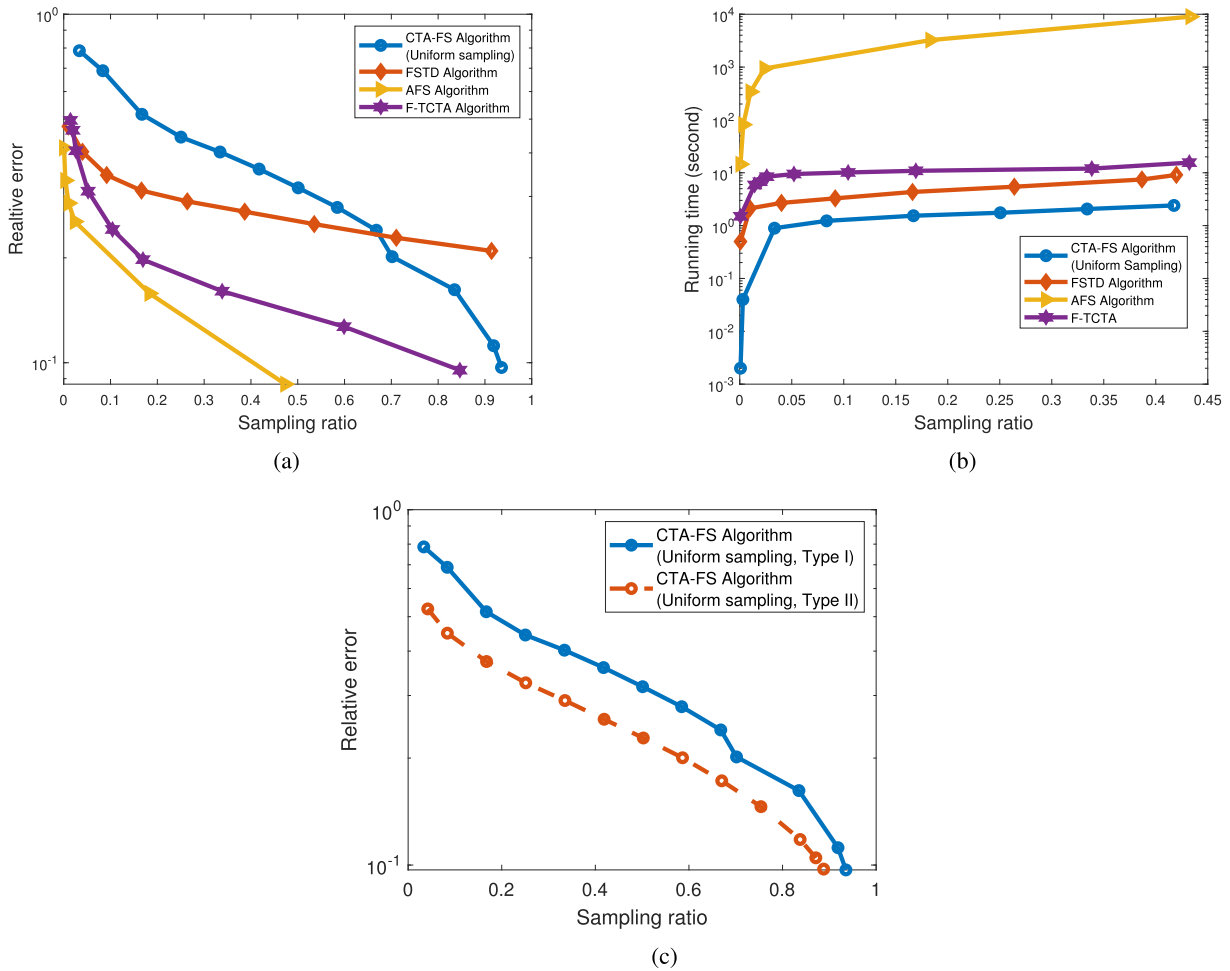 10^0
10^-1
Realtive error
0 0.1 0.2 0.3 0.4 0.5 0.6 0.7 0.8 0.9 1
Sampling ratio
CTA-FS Algorithm
(Uniform sampling)
FSTD Algorithm
AFS Algorithm
F-TCTA Algorithm
(a)
10^4
10^3
10^2
10^1
10^0
10^-1
10^-2
10^-3
Running time (second)
0 0.05 0.1 0.15 0.2 0.25 0.3 0.35 0.4 0.45
Sampling ratio
CTA-FS Algorithm
(Uniform Sampling)
FSTD Algorithm
AFS Algorithm
F-TCTA
(b)
10^0
10^-1
Relative error
0 0.2 0.4 0.6 0.8 1
Sampling ratio
CTA-FS Algorithm
(Uniform sampling, Type I)
CTA-FS Algorithm
(Uniform sampling, Type II)
(c)